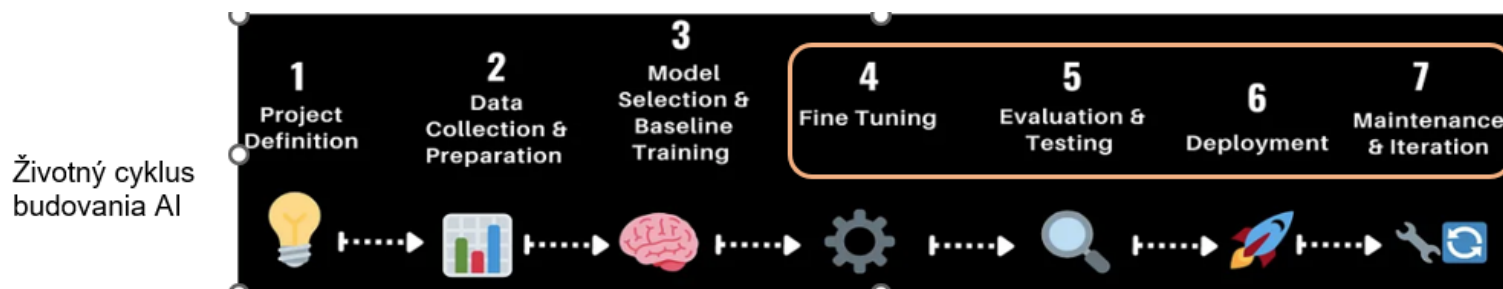 Životný cyklus
budovania AI
1
Project
Definition
2
Data
Collection &
Preparation
3
Model
Selection &
Baseline
Training
4
Fine Tuning
5
Evaluation &
Testing
6
Deployment
7
Maintenance
& Iteration